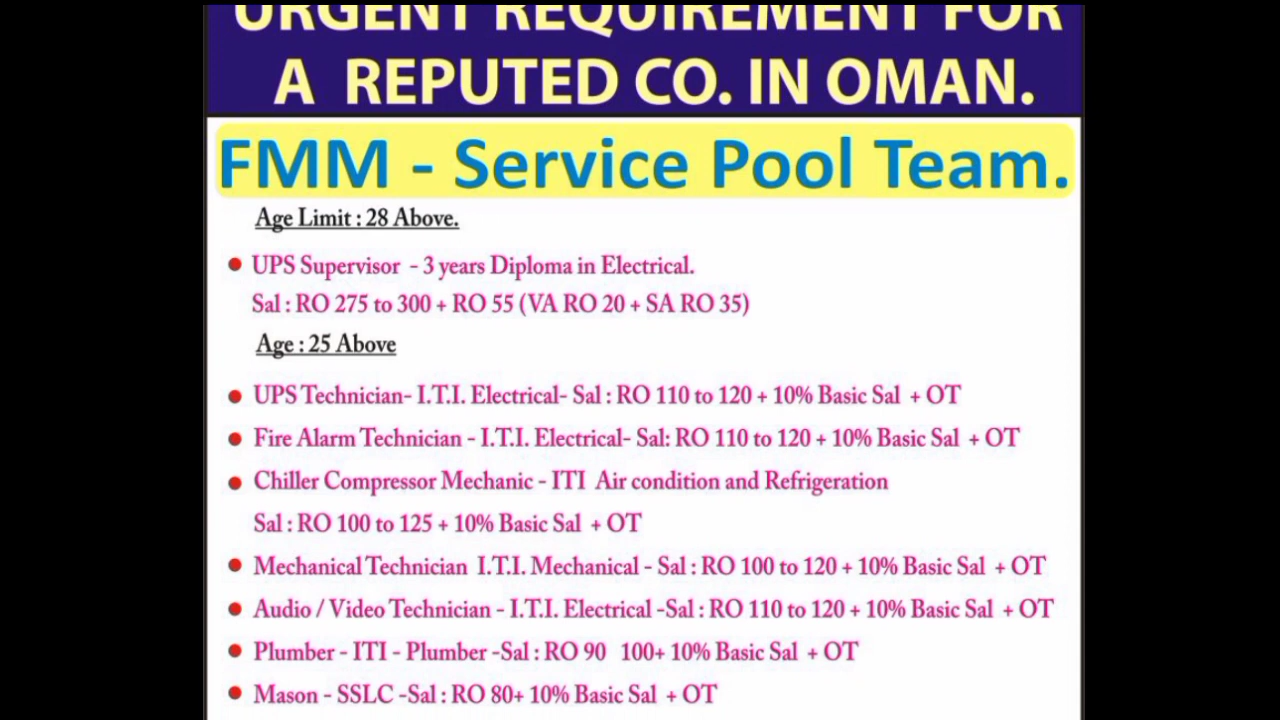 URGENT REQUIREMENT FOR
A REPUTED CO. IN OMAN.
FMM - Service Pool Team.
Age Limit : 28 Above.
UPS Supervisor - 3 years Diploma in Electrical.
Sal : RO 275 to 300 + RO 55 (VA RO 20 + SA RO 35)
Age : 25 Above
UPS Technician- I.T.I. Electrical- Sal : RO 110 to 120 + 10% Basic Sal + OT
Fire Alarm Technician - I.T.I. Electrical- Sal: RO 110 to 120 + 10% Basic Sal + OT
Chiller Compressor Mechanic - ITI Air condition and Refrigeration
Sal : RO 100 to 125 + 10% Basic Sal + OT
Mechanical Technician I.T.I. Mechanical - Sal : RO 100 to 120 + 10% Basic Sal + OT
Audio / Video Technician - I.T.I. Electrical -Sal : RO 110 to 120 + 10% Basic Sal + OT
Plumber - ITI - Plumber -Sal : RO 90 100+ 10% Basic Sal + OT
Mason - SSLC -Sal : RO 80+ 10% Basic Sal + OT